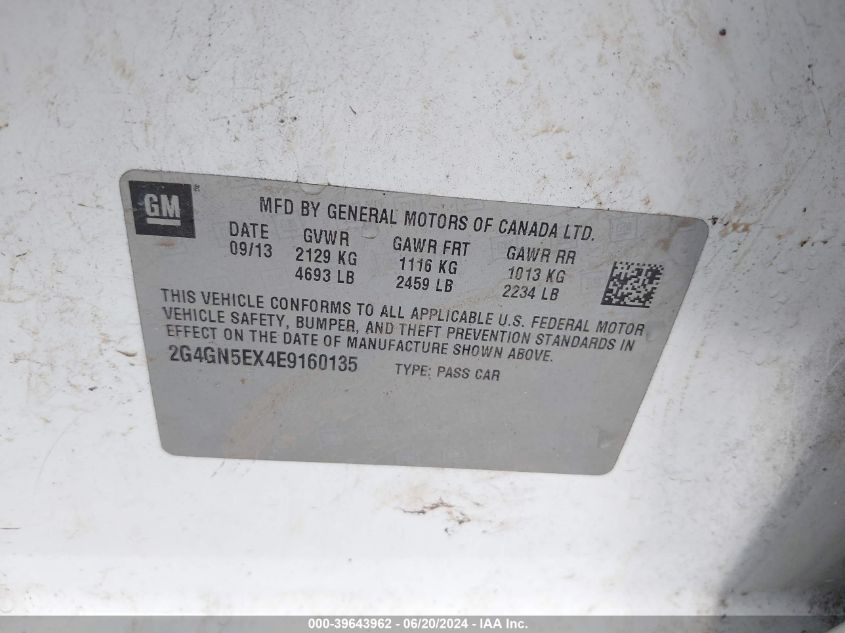 GM ®
MFD BY GENERAL MOTORS OF CANADA LTD.
DATE GVWR GAWR FRT GAWR RR
09/13 2129 KG 1116 KG 1013 KG
4693 LB 2459 LB 2234 LB
THIS VEHICLE CONFORMS TO ALL APPLICABLE U.S. FEDERAL MOTOR
VEHICLE SAFETY, BUMPER, AND THEFT PREVENTION STANDARDS IN
EFFECT ON THE DATE OF MANUFACTURE SHOWN ABOVE.
2G4GN5EX4E9160135 TYPE: PASS CAR
000-39643962 - 06/20/2024 - IAA Inc.